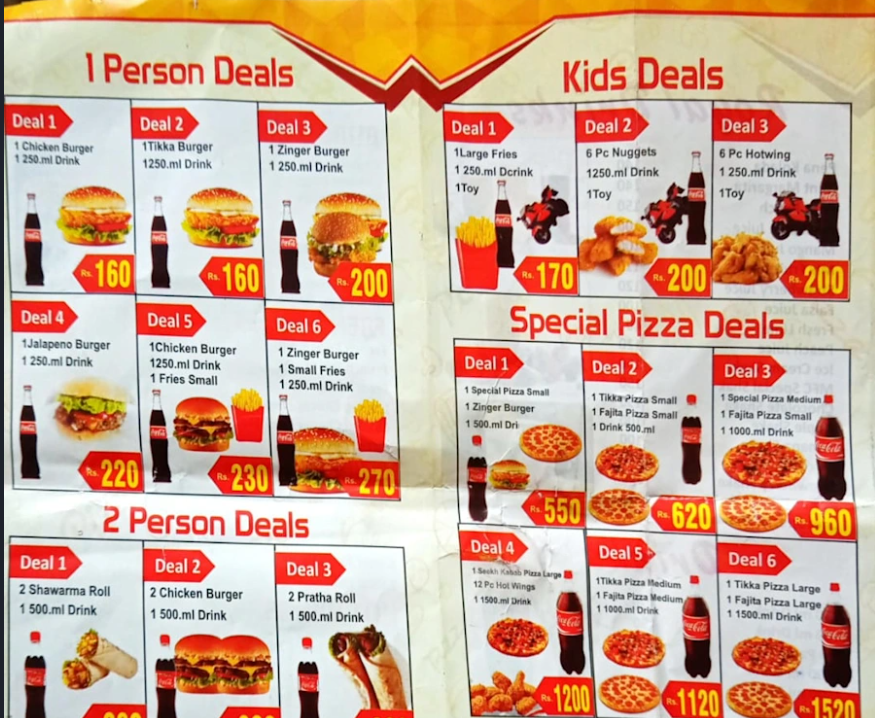 1 Person Deals
Deal 1
1 Chicken Burger
1 250.ml Drink
Rs. 160
Deal 2
1Tikka Burger
1250.ml Drink
Rs. 160
Deal 3
1 Zinger Burger
1 250.ml Drink
Rs. 200
Deal 4
1Jalapeno Burger
1 250.ml Drink
Rs. 220
Deal 5
1Chicken Burger
1250.ml Drink
1 Fries Small
Rs. 230
Deal 6
1 Zinger Burger
1 Small Fries
1 250.ml Drink
Rs. 270
2 Person Deals
Deal 1
2 Shawarma Roll
1 500.ml Drink
Deal 2
2 Chicken Burger
1 500.ml Drink
Deal 3
2 Pratha Roll
1 500.ml Drink
Kids Deals
Deal 1
1Large Fries
1 250.ml Dcrink
1Toy
Rs. 170
Deal 2
6 Pc Nuggets
1250.ml Drink
1Toy
Rs. 200
Deal 3
6 Pc Hotwing
1 250.ml Drink
1Toy
Rs. 200
Special Pizza Deals
Deal 1
1 Special Pizza Small
1 Zinger Burger
1 500.ml Dri
Rs. 550
Deal 2
1 Tikka Pizza Small
1 Fajita Pizza Small
1 Drink 500.ml
Rs. 620
Deal 3
1 Special Pizza Medium
1 Fajita Pizza Small
1 1000.ml Drink
Coca-Cola
Rs. 960
Deal 4
1 Seekh Kabab Pizza Large
12 Pc Hot Wings
1 1500.ml Drink
Coca-Cola
Rs. 1200
Deal 5
1Tikka Pizza Medium
1 Fajita Pizza Medium
1 1000.ml Drink
Coca-Cola
Rs. 1120
Deal 6
1 Tikka Pizza Large
1 Fajita Pizza Large
1 1500.ml Drink
Coca-Cola
Rs. 1520